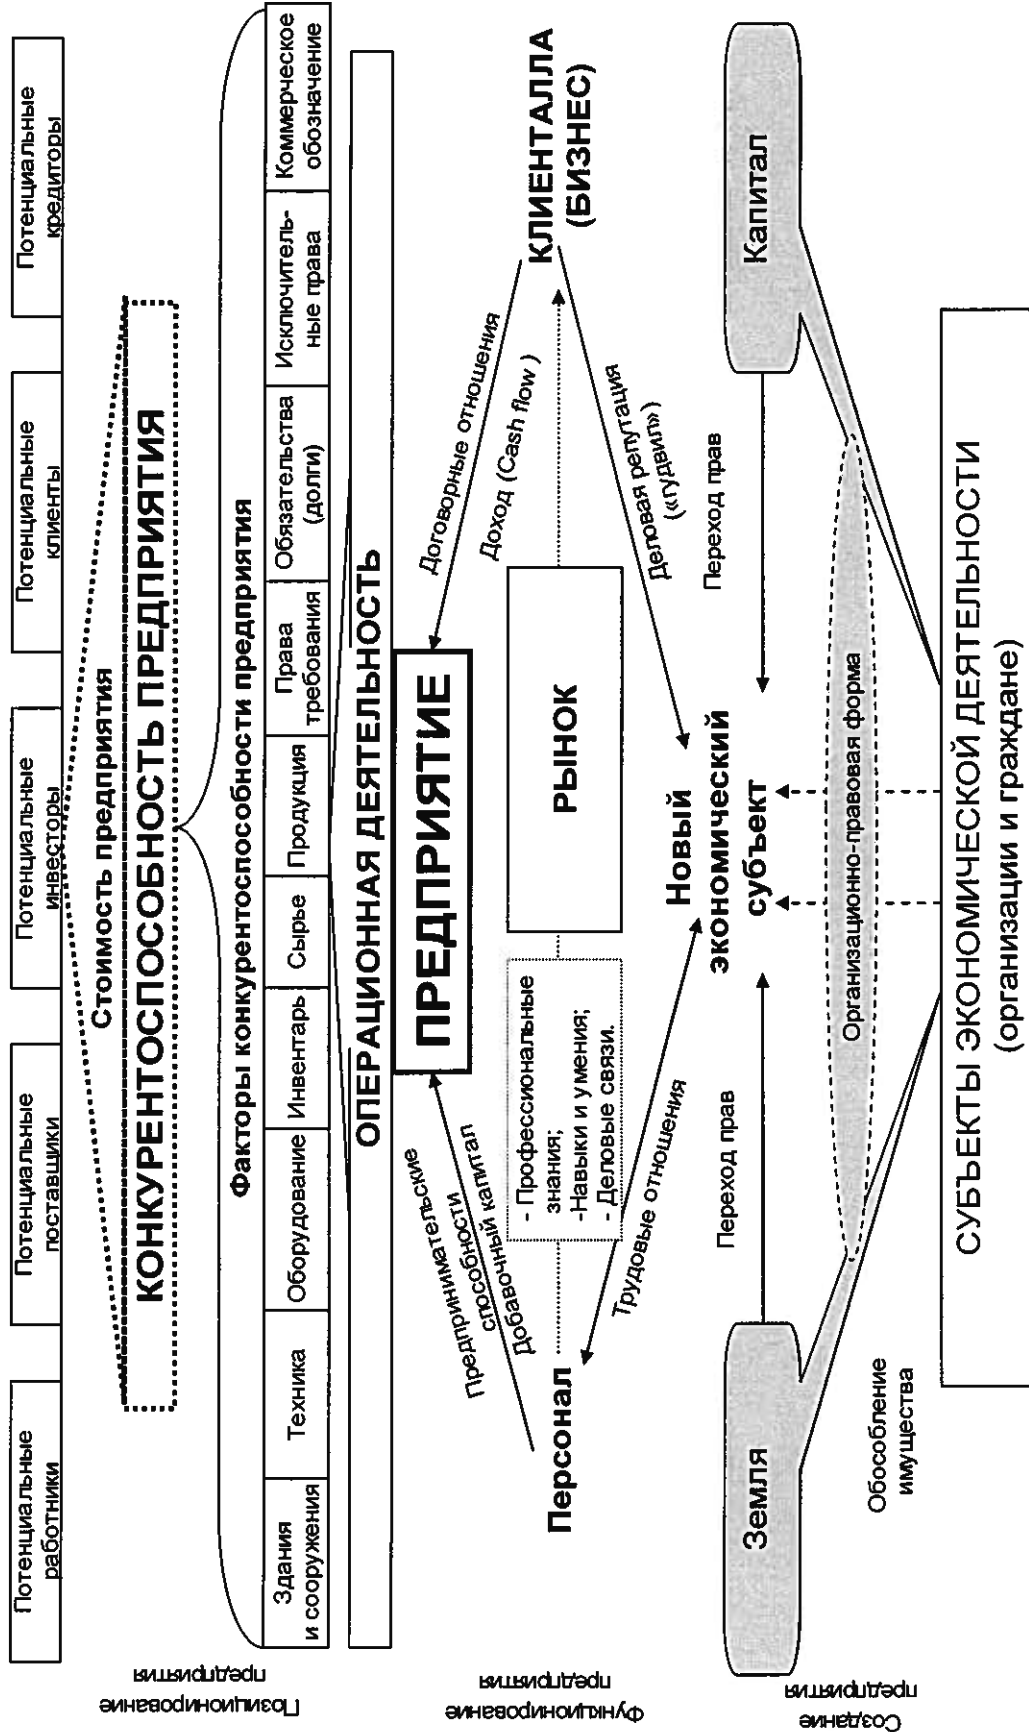 Потенциальные
работники
Потенциальные
поставщики
Потенциальные
инвесторы
Потенциальные
клиенты
Потенциальные
кредиторы
Стоимость предприятия
КОНКУРЕНТОСПОСОБНОСТЬ ПРЕДПРИЯТИЯ
Факторы конкурентоспособности предприятия
Здания
и сооружения
Техника
Оборудование
Инвентарь
Сырье
Продукция
Права
требования
Обязательства
(долги)
Исключитель-
ные права
Коммерческое
обозначение
ОПЕРАЦИОННАЯ ДЕЯТЕЛЬНОСТЬ
Позиционирование
предприятия
ПРЕДПРИЯТИЕ
Предпринимательские
способности
Добавочный капитал
Договорные отношения
Доход (Cash flow )
Персонал
- Профессиональные
знания;
-Навыки и умения;
- Деловые связи.
РЫНОК
КЛИЕНТАЛЛА
(БИЗНЕС)
Трудовые отношения
Деловая репутация
(«гудвил»)
Функционирование
предприятия
Новый
экономический
субъект
Переход прав
Переход прав
Земля
Капитал
Организационно-правовая форма
Обособление
имущества
СУБЪЕКТЫ ЭКОНОМИЧЕСКОЙ ДЕЯТЕЛЬНОСТИ
(организации и граждане)
Создание
предприятия